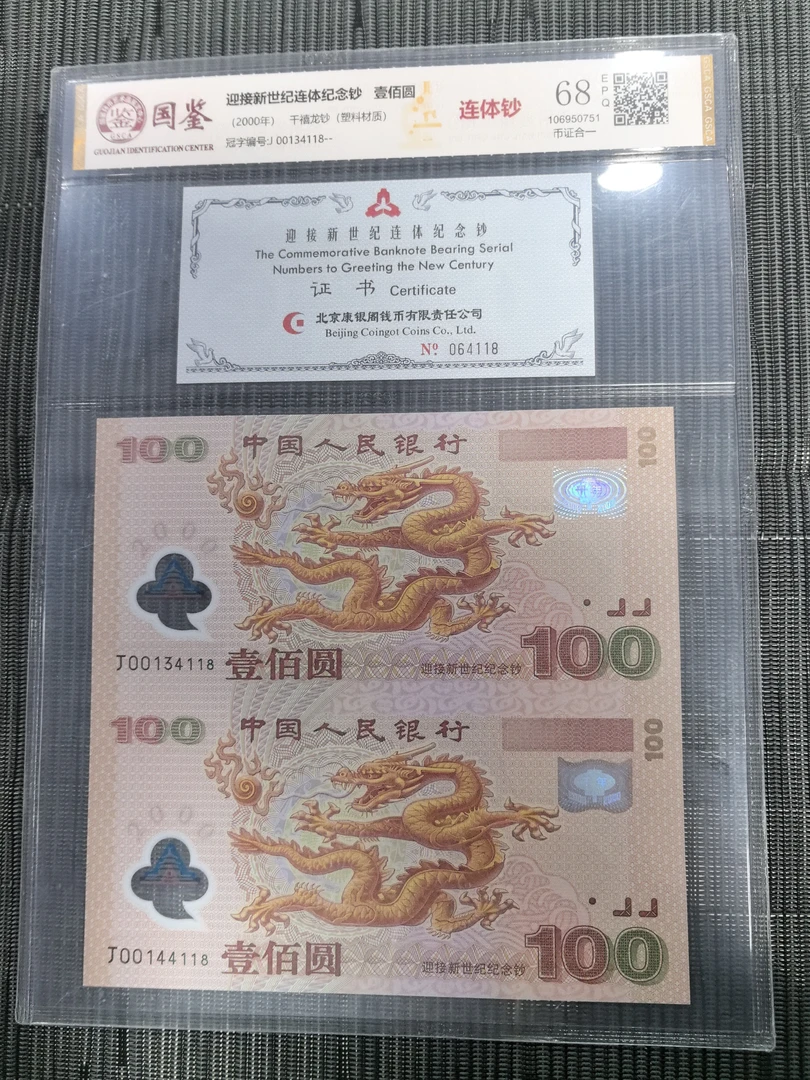 国鉴
GSCA
GUOJIAN IDENTIFICATION CENTER
迎接新世纪连体纪念钞 壹佰圆
(2000年) 千禧龙钞(塑料材质)
冠字编号:J 00134118--
连体钞
68 EPQ
106950751
币证合一
GSCA GSCA GSCA
迎接新世纪连体纪念钞
The Commemorative Banknote Bearing Serial
Numbers to Greeting the New Century
证书 Certificate
北京康银阁钱币有限责任公司
Beijing Coingot Coins Co., Ltd.
Nº 064118
100 中国人民银行 100
2000
J00134118 壹佰圆 迎接新世纪纪念钞 100
100 中国人民银行 100
2000
J00144118 壹佰圆 迎接新世纪纪念钞 100